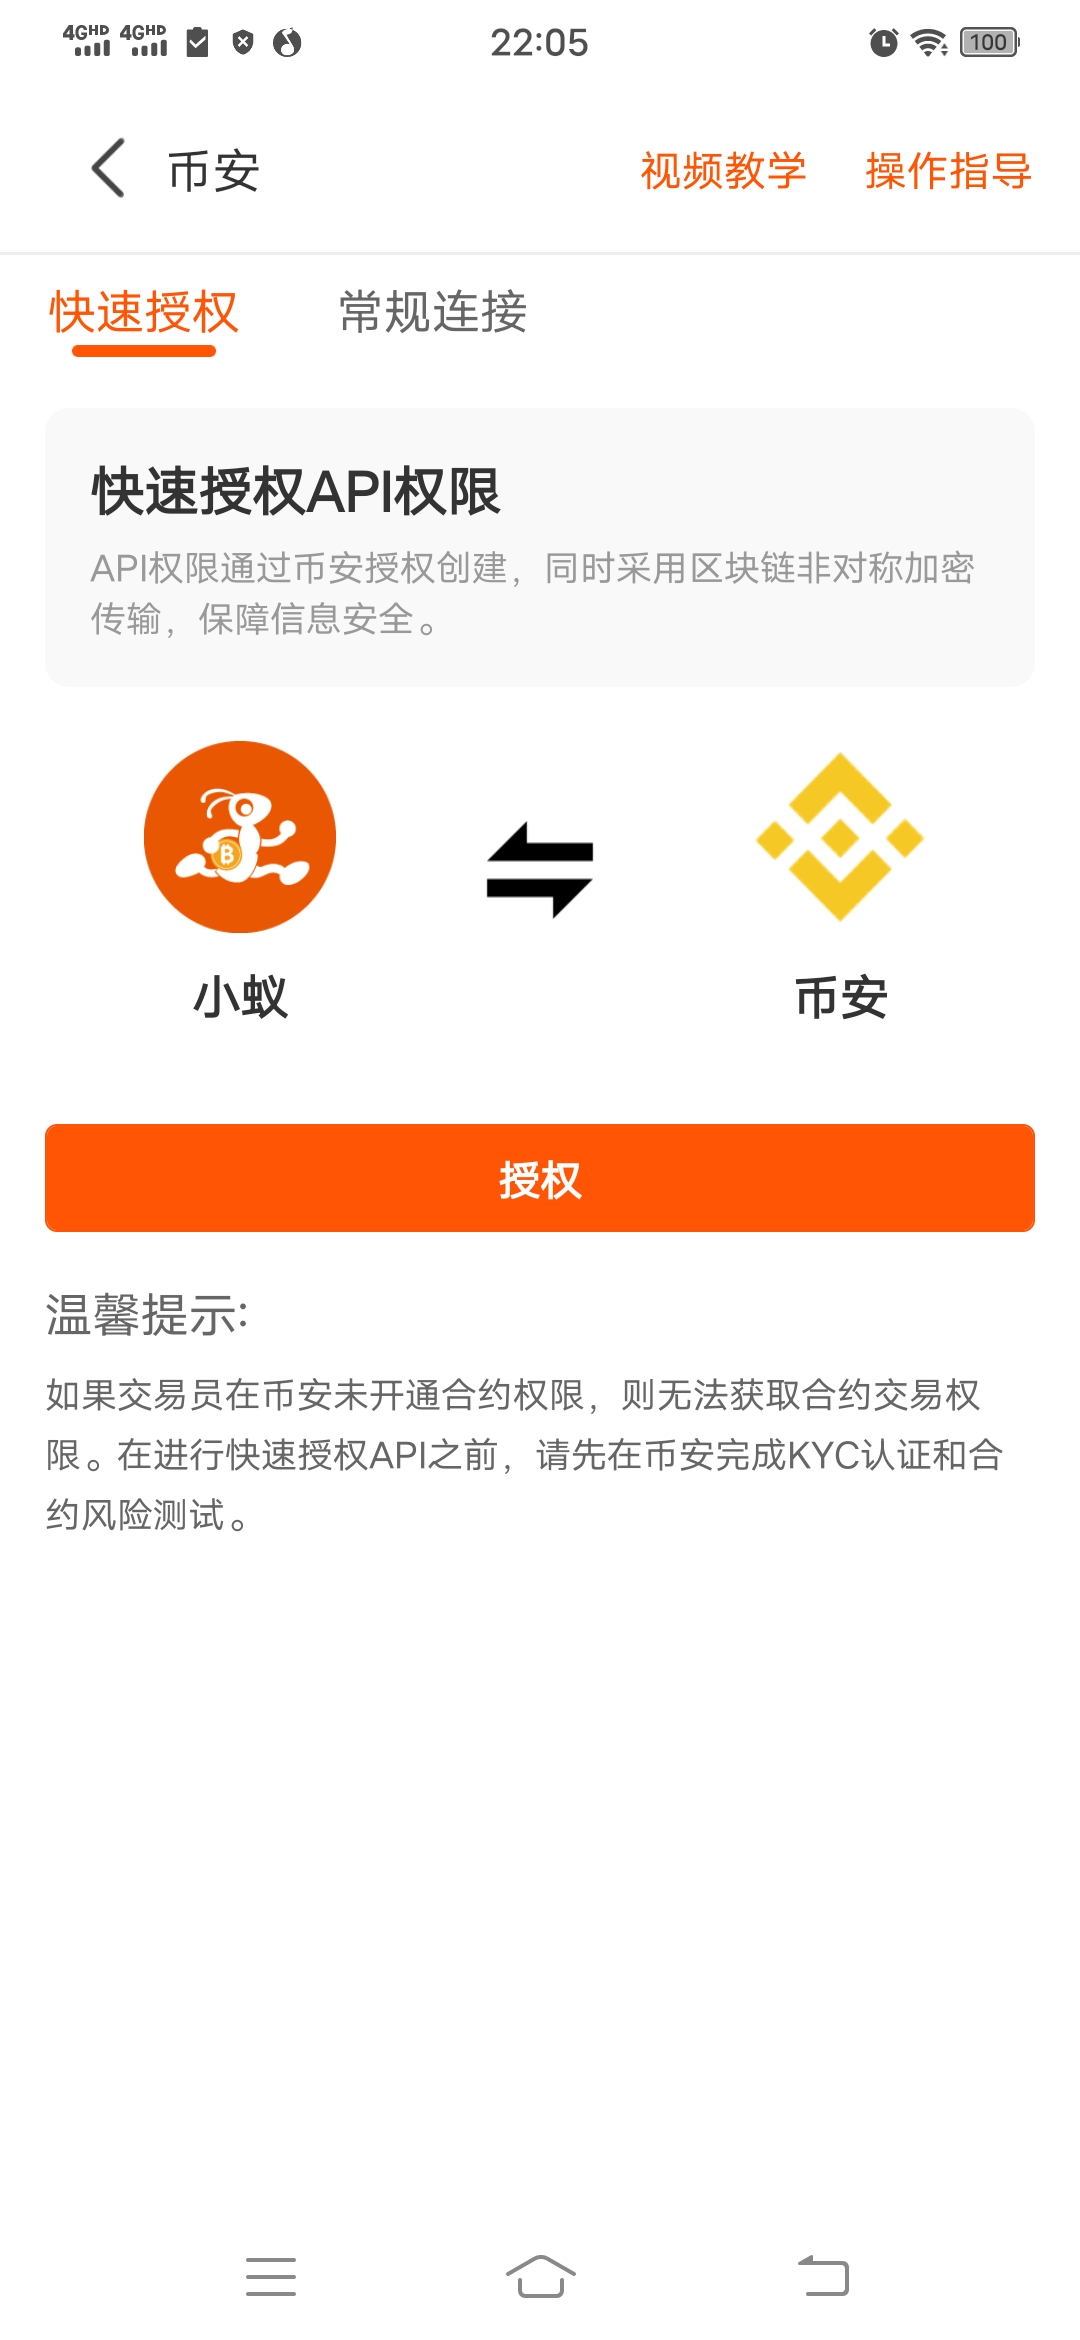 4GHD 4GHD 22:05 100
币安 视频教学 操作指导
快速授权 常规连接
快速授权API权限
API权限通过币安授权创建，同时采用区块链非对称加密
传输，保障信息安全。
小蚁 币安
授权
温馨提示:
如果交易员在币安未开通合约权限，则无法获取合约交易权
限。在进行快速授权API之前，请先在币安完成KYC认证和合
约风险测试。